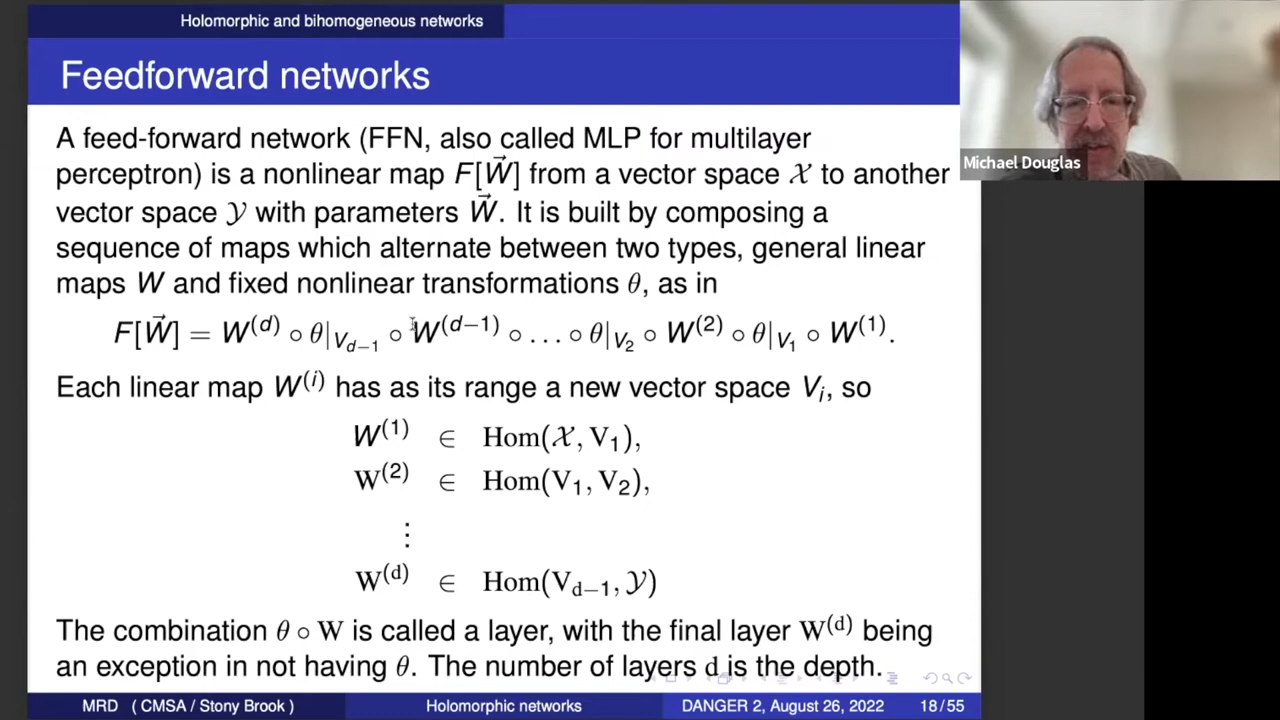 Holomorphic and bihomogeneous networks
Feedforward networks
Michael Douglas
A feed-forward network (FFN, also called MLP for multilayer
perceptron) is a nonlinear map F[W⃗] from a vector space 𝒳 to another
vector space 𝒴 with parameters W⃗. It is built by composing a
sequence of maps which alternate between two types, general linear
maps W and fixed nonlinear transformations θ, as in
F[W⃗] = W^(d) ∘ θ|_{V_{d−1}} ∘ W^(d−1) ∘ … ∘ θ|_{V_2} ∘ W^(2) ∘ θ|_{V_1} ∘ W^(1).
Each linear map W^(i) has as its range a new vector space V_i, so
W^(1) ∈ Hom(𝒳, V_1),
W^(2) ∈ Hom(V_1, V_2),
⋮
W^(d) ∈ Hom(V_{d−1}, 𝒴)
The combination θ ∘ W is called a layer, with the final layer W^(d) being
an exception in not having θ. The number of layers d is the depth.
MRD ( CMSA / Stony Brook ) Holomorphic networks DANGER 2, August 26, 2022 18 / 55